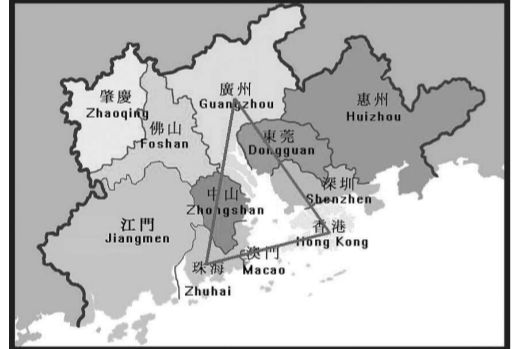 廣州
Guangzhou
肇慶
Zhaoqing
惠州
Huizhou
佛山
Foshan
東莞
Dongguan
深圳
Shenzhen
中山
Zhongshan
江門
Jiangmen
香港
Hong Kong
澳門
Macao
珠海
Zhuhai